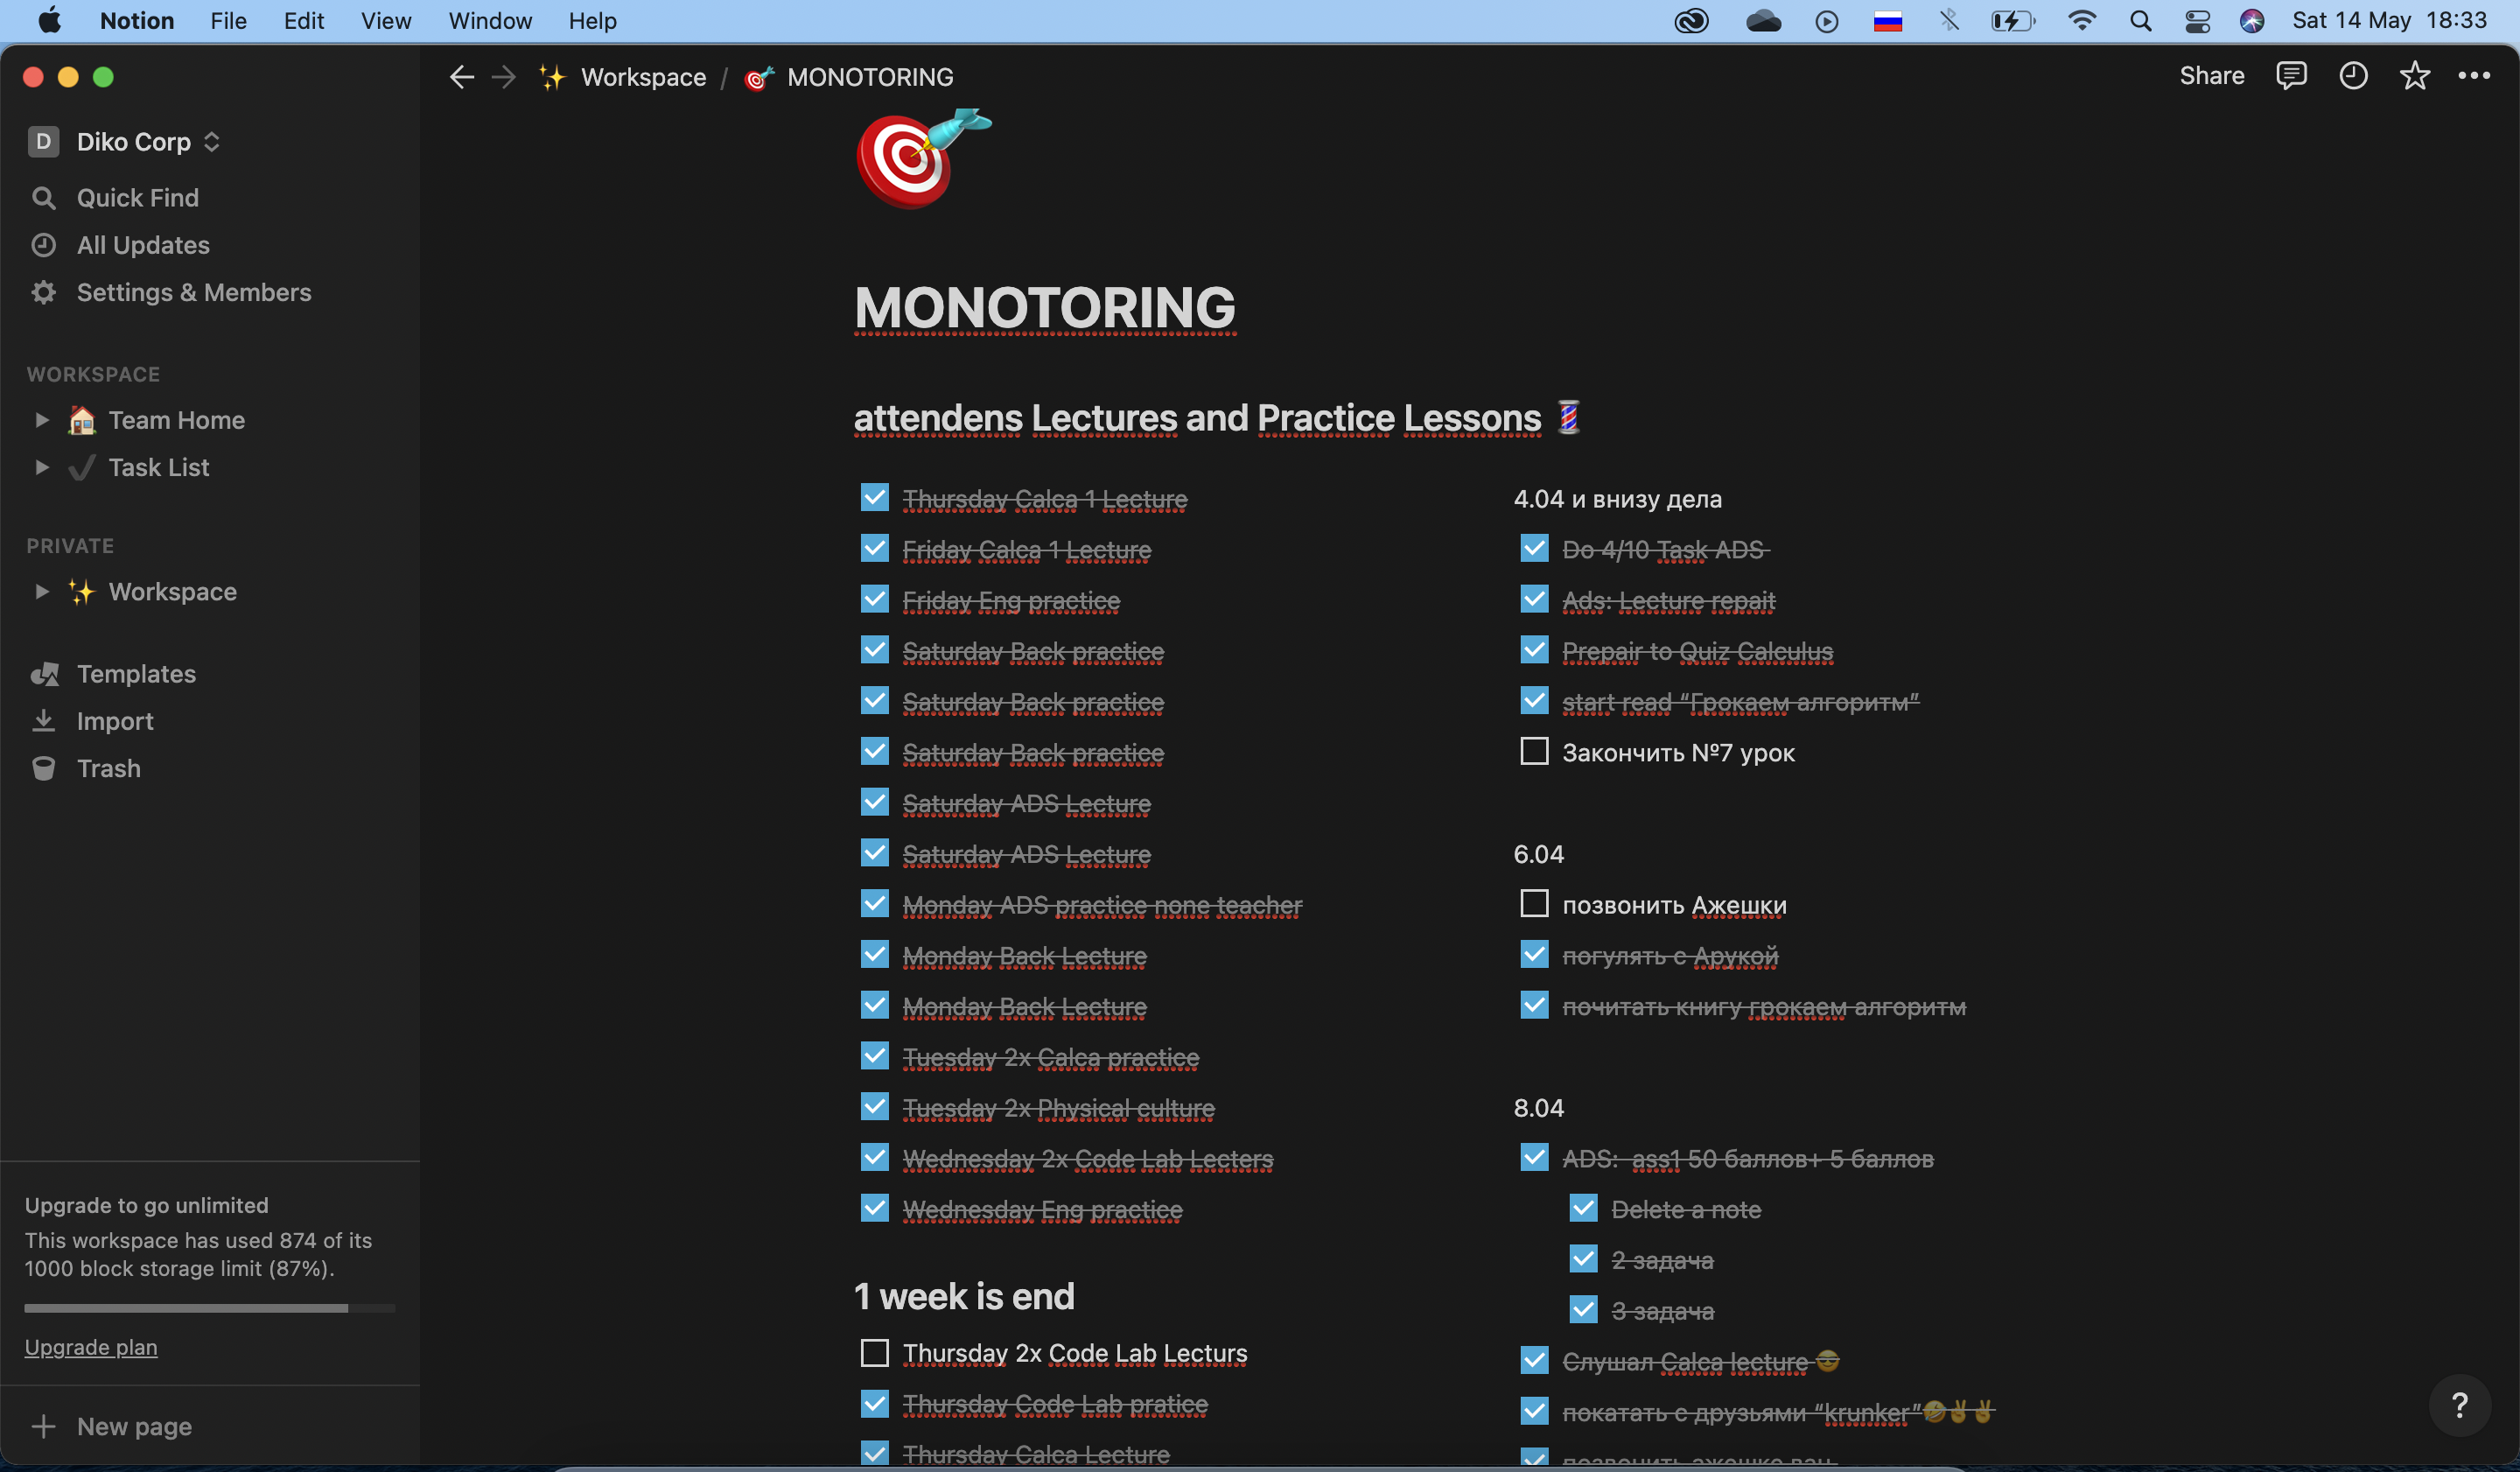 Notion File Edit View Window Help
Sat 14 May 18:33
Workspace / MONOTORING
Share
D Diko Corp
Quick Find
All Updates
Settings & Members
WORKSPACE
Team Home
Task List
PRIVATE
Workspace
Templates
Import
Trash
Upgrade to go unlimited
This workspace has used 874 of its
1000 block storage limit (87%).
Upgrade plan
New page
MONOTORING
attendens Lectures and Practice Lessons
Thursday Calca 1 Lecture
Friday Calca 1 Lecture
Friday Eng practice
Saturday Back practice
Saturday Back practice
Saturday Back practice
Saturday ADS Lecture
Saturday ADS Lecture
Monday ADS practice none teacher
Monday Back Lecture
Monday Back Lecture
Tuesday 2x Calca practice
Tuesday 2x Physical culture
Wednesday 2x Code Lab Lecters
Wednesday Eng practice
1 week is end
Thursday 2x Code Lab Lecturs
Thursday Code Lab pratice
Thursday Calca Lecture
4.04 и внизу дела
Do 4/10 Task ADS
Ads: Lecture repait
Prepair to Quiz Calculus
start read “Грокаем алгоритм”
Закончить №7 урок
6.04
позвонить Ажешки
погулять с Арукой
почитать книгу грокаем алгоритм
8.04
ADS: ass1 50 баллов+ 5 баллов
Delete a note
2 задача
3 задача
Слушал Calca lecture
покатать с друзьями “krunker”
позвонить ажешке
?